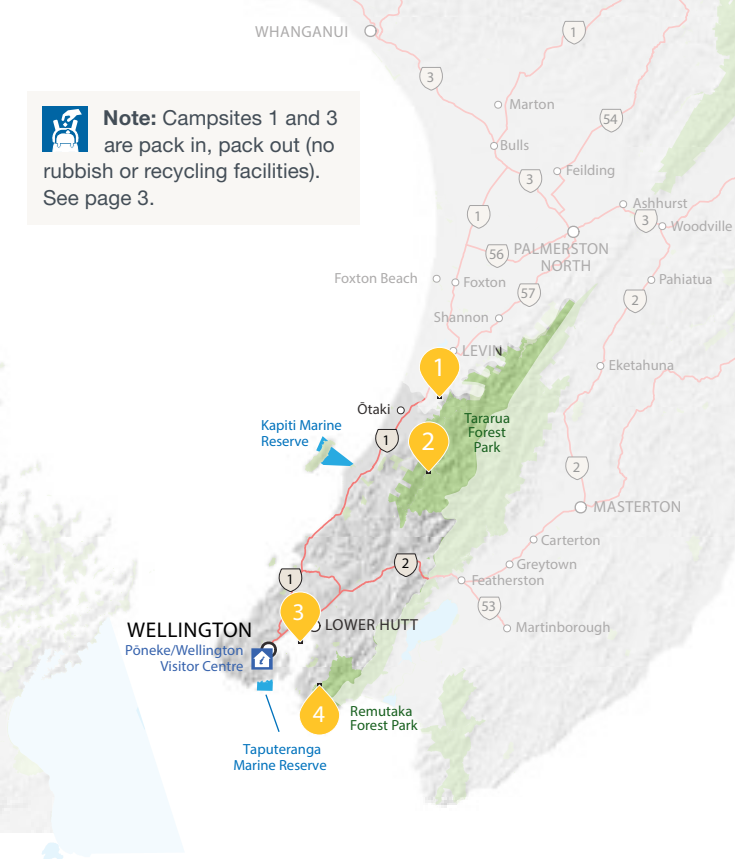 WHANGANUI
1
3
Note: Campsites 1 and 3
are pack in, pack out (no
rubbish or recycling facilities).
See page 3.
Marton
54
Bulls
Feilding
3
Ashhurst
1
3
Woodville
56
PALMERSTON
NORTH
Foxton Beach
Foxton
57
Pahiatua
2
Shannon
LEVIN
1
Eketahuna
Ōtaki
Kapiti Marine
Reserve
1
2
Tararua
Forest
Park
2
MASTERTON
Carterton
2
Greytown
1
Featherston
3
53
LOWER HUTT
Martinborough
WELLINGTON
Pōneke/Wellington
Visitor Centre
4
Remutaka
Forest Park
Taputeranga
Marine Reserve